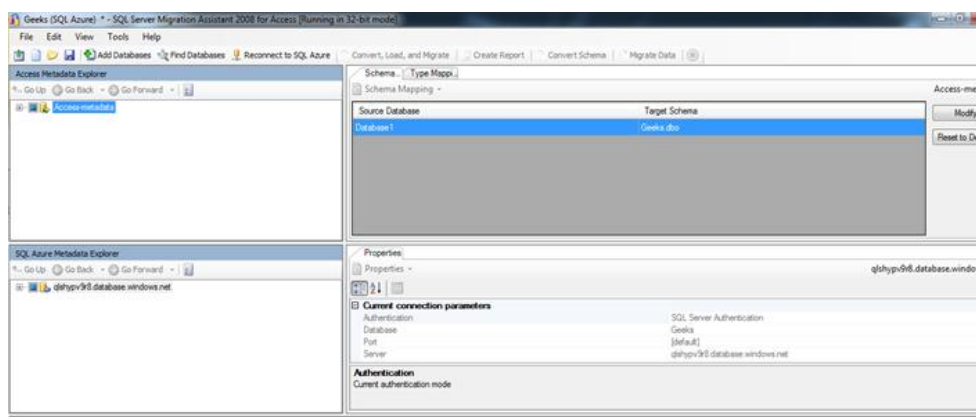 Geeks (SQL Azure) * - SQL Server Migration Assistant 2008 for Access [Running in 32-bit mode]
File Edit View Tools Help
Add Databases Find Databases Reconnect to SQL Azure Convert, Load, and Migrate Create Report Convert Schema Migrate Data
Access Metadata Explorer
Go Up Go Back Go Forward
Access-metadata
Schema... Type Mappi...
Schema Mapping
Access-me
Source Database Target Schema
Database1 Geeks.dbo
Modify
Reset to De
SQL Azure Metadata Explorer
Go Up Go Back Go Forward
qlshypv9r8.database.windows.net
Properties
Properties
qlshypv9r8.database.windo
Current connection parameters
Authentication SQL Server Authentication
Database Geeks
Port [default]
Server qlshypv9r8.database.windows.net
Authentication
Current authentication mode